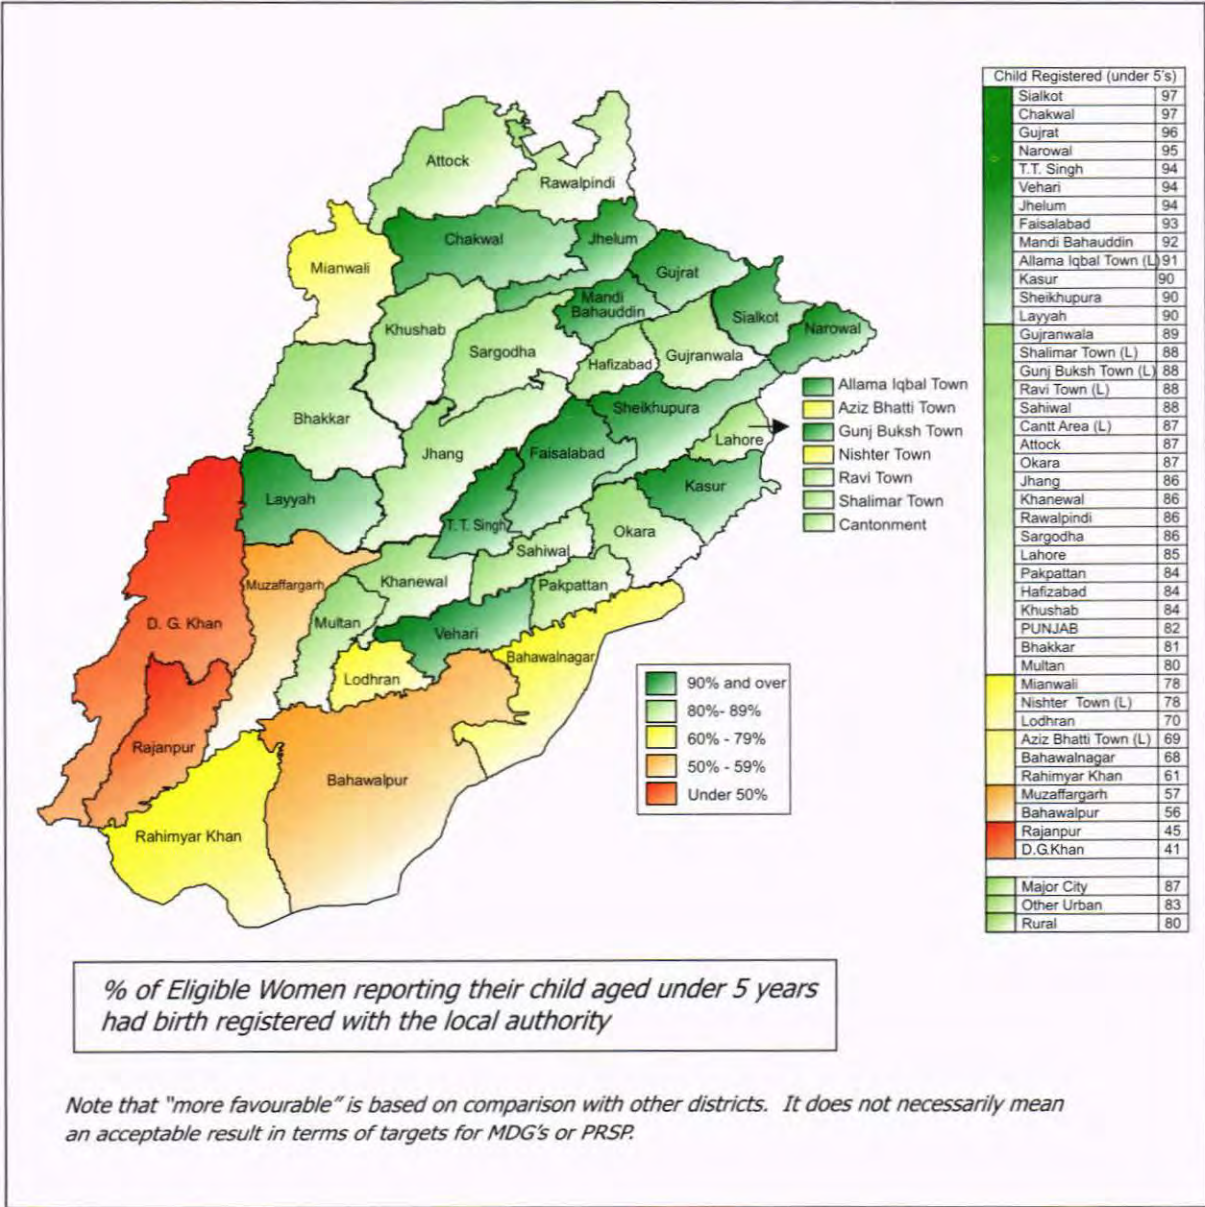 Attock
Rawalpindi
Chakwal
Jhelum
Mianwali
Gujrat
Mandi
Bahauddin
Khushab
Sialkot
Narowal
Sargodha
Hafizabad
Gujranwala
Bhakkar
Sheikhupura
Lahore
Jhang
Faisalabad
Layyah
Kasur
T.T. Singh
Okara
Sahiwal
Muzaffargarh
Khanewal
Pakpattan
D. G. Khan
Multan
Vehari
Bahawalnagar
Lodhran
Rajanpur
Bahawalpur
Rahimyar Khan
Allama Iqbal Town
Aziz Bhatti Town
Gunj Buksh Town
Nishter Town
Ravi Town
Shalimar Town
Cantonment
90% and over
80%- 89%
60% - 79%
50% - 59%
Under 50%
Child Registered (under 5's)
Sialkot 97
Chakwal 97
Gujrat 96
Narowal 95
T.T. Singh 94
Vehari 94
Jhelum 94
Faisalabad 93
Mandi Bahauddin 92
Allama Iqbal Town (L) 91
Kasur 90
Sheikhupura 90
Layyah 90
Gujranwala 89
Shalimar Town (L) 88
Gunj Buksh Town (L) 88
Ravi Town (L) 88
Sahiwal 88
Cantt Area (L) 87
Attock 87
Okara 87
Jhang 86
Khanewal 86
Rawalpindi 86
Sargodha 86
Lahore 85
Pakpattan 84
Hafizabad 84
Khushab 84
PUNJAB 82
Bhakkar 81
Multan 80
Mianwali 78
Nishter Town (L) 78
Lodhran 70
Aziz Bhatti Town (L) 69
Bahawalnagar 68
Rahimyar Khan 61
Muzaffargarh 57
Bahawalpur 56
Rajanpur 45
D.G.Khan 41
Major City 87
Other Urban 83
Rural 80
% of Eligible Women reporting their child aged under 5 years
had birth registered with the local authority
Note that "more favourable" is based on comparison with other districts. It does not necessarily mean
an acceptable result in terms of targets for MDG's or PRSP.